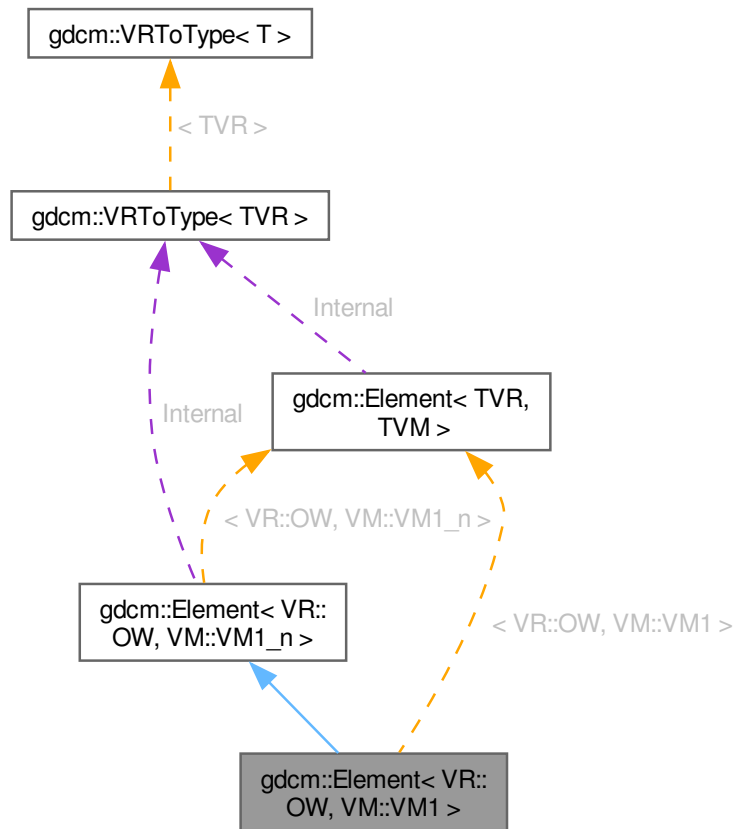 gdcm::VRToType< T >
< TVR >
gdcm::VRToType< TVR >
Internal
gdcm::Element< TVR,
TVM >
Internal
< VR::OW, VM::VM1_n >
gdcm::Element< VR::
OW, VM::VM1_n >
< VR::OW, VM::VM1 >
gdcm::Element< VR::
OW, VM::VM1 >